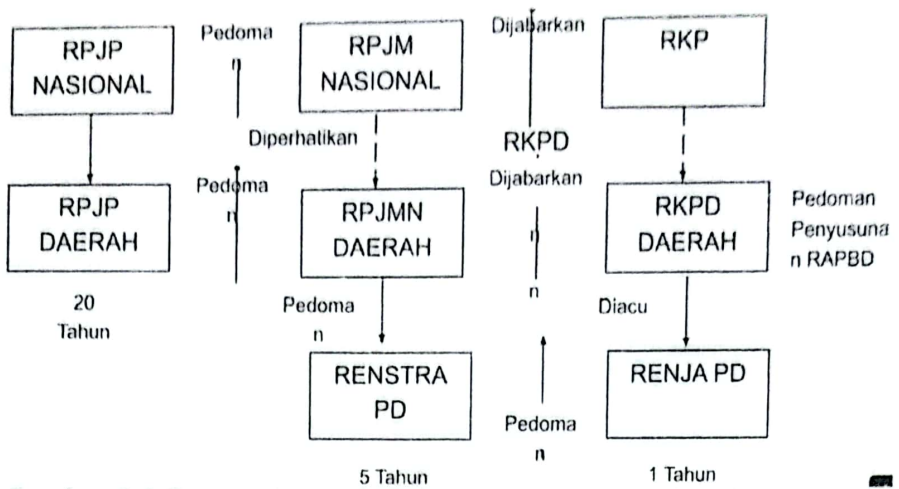 RPJP
NASIONAL
Pedoma
n
RPJM
NASIONAL
Dijabarkan
RKP
Diperhatikan
RKPD
RPJP
DAERAH
Pedoma
n
RPJMN
DAERAH
Dijabarkan
n
n
RKPD
DAERAH
Pedoman
Penyusuna
n RAPBD
20
Tahun
Pedoma
n
Diacu
RENSTRA
PD
Pedoma
n
RENJA PD
5 Tahun
1 Tahun